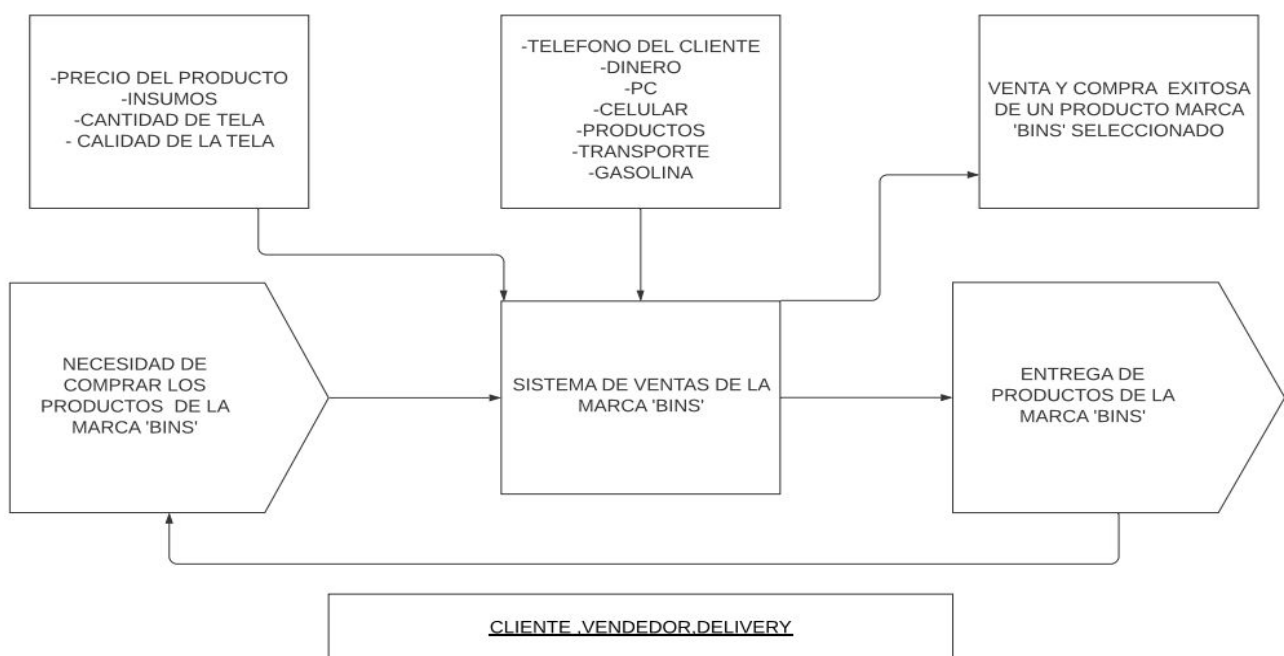 -PRECIO DEL PRODUCTO
-INSUMOS
-CANTIDAD DE TELA
- CALIDAD DE LA TELA
-TELEFONO DEL CLIENTE
-DINERO
-PC
-CELULAR
-PRODUCTOS
-TRANSPORTE
-GASOLINA
VENTA Y COMPRA EXITOSA
DE UN PRODUCTO MARCA
'BINS' SELECCIONADO
NECESIDAD DE
COMPRAR LOS
PRODUCTOS DE LA
MARCA 'BINS'
SISTEMA DE VENTAS DE LA
MARCA 'BINS'
ENTREGA DE
PRODUCTOS DE LA
MARCA 'BINS'
CLIENTE ,VENDEDOR,DELIVERY